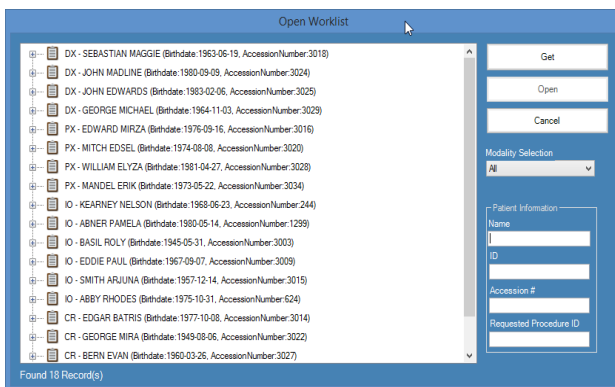 Open Worklist
DX - SEBASTIAN MAGGIE (Birthdate:1963-06-19, AccessionNumber:3018)
DX - JOHN MADLINE (Birthdate:1980-09-09, AccessionNumber:3024)
DX - JOHN EDWARDS (Birthdate:1983-02-06, AccessionNumber:3025)
DX - GEORGE MICHAEL (Birthdate:1964-11-03, AccessionNumber:3029)
PX - EDWARD MIRZA (Birthdate:1976-09-16, AccessionNumber:3016)
PX - MITCH EDSEL (Birthdate:1974-08-08, AccessionNumber:3020)
PX - WILLIAM ELYZA (Birthdate:1981-04-27, AccessionNumber:3028)
PX - MANDEL ERIK (Birthdate:1973-05-22, AccessionNumber:3034)
IO - KEARNEY NELSON (Birthdate:1968-06-23, AccessionNumber:244)
IO - ABNER PAMELA (Birthdate:1980-05-14, AccessionNumber:1299)
IO - BASIL ROLY (Birthdate:1945-05-31, AccessionNumber:3003)
IO - EDDIE PAUL (Birthdate:1967-09-07, AccessionNumber:3009)
IO - SMITH ARJUNA (Birthdate:1957-12-14, AccessionNumber:3015)
IO - ABBY RHODES (Birthdate:1975-10-31, AccessionNumber:624)
CR - EDGAR BATRIS (Birthdate:1977-10-08, AccessionNumber:3014)
CR - GEORGE MIRA (Birthdate:1949-08-06, AccessionNumber:3022)
CR - BERN EVAN (Birthdate:1960-03-26, AccessionNumber:3027)
Found 18 Record(s)
Get
Open
Cancel
Modality Selection
All
Patient Information
Name
ID
Accession #
Requested Procedure ID